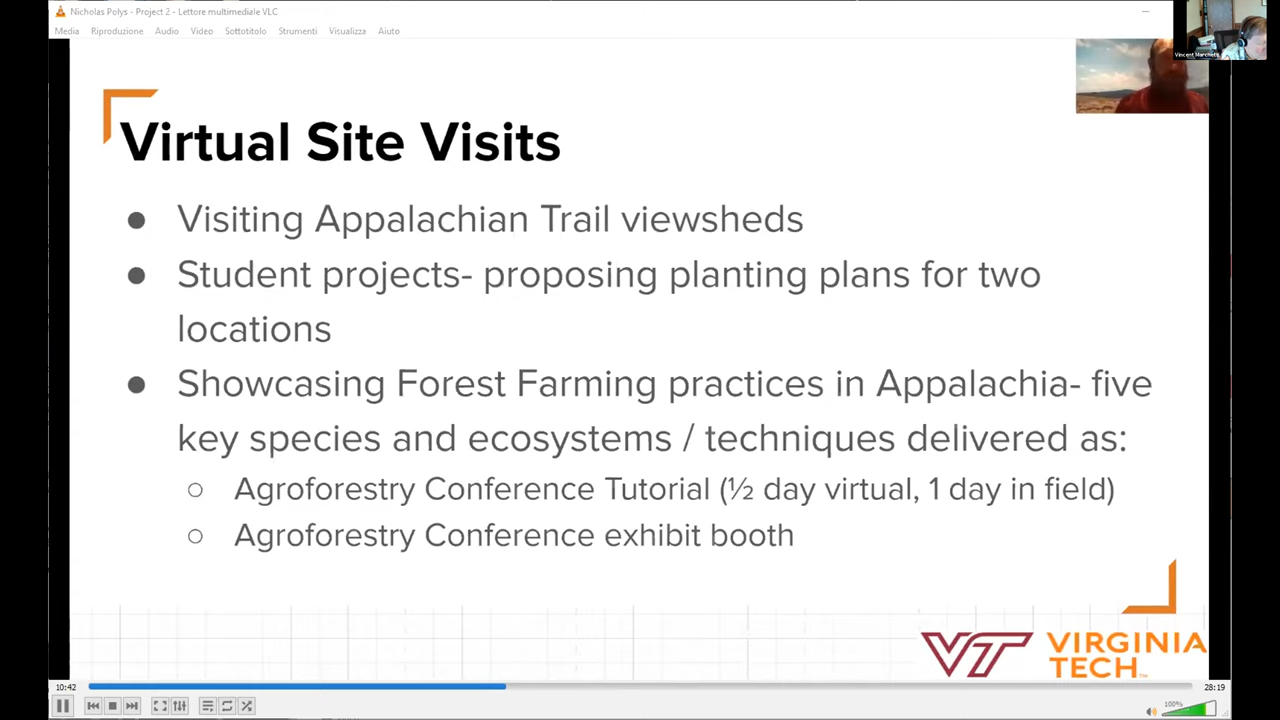 Nicholas Polys - Project 2 - Lettore multimediale VLC
Media Riproduzione Audio Video Sottotitolo Strumenti Visualizza Aiuto
Virtual Site Visits
● Visiting Appalachian Trail viewsheds
● Student projects- proposing planting plans for two
locations
● Showcasing Forest Farming practices in Appalachia- five
key species and ecosystems / techniques delivered as:
○ Agroforestry Conference Tutorial (½ day virtual, 1 day in field)
○ Agroforestry Conference exhibit booth
VT VIRGINIA
TECH
10:42 28:19
100%